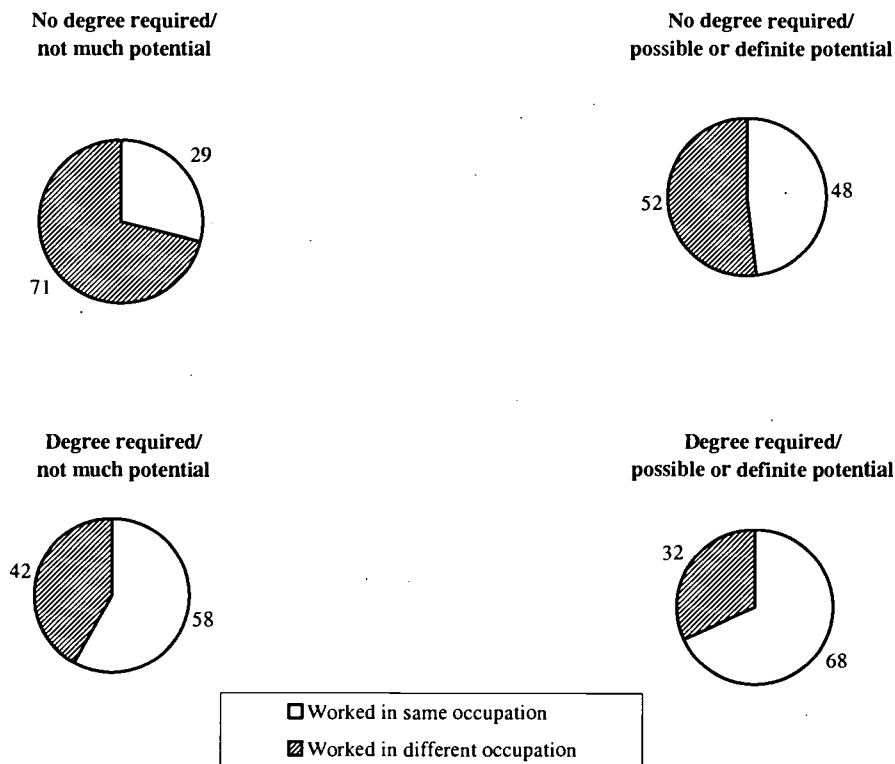 No degree required/
not much potential
No degree required/
possible or definite potential
29
71
52
48
Degree required/
not much potential
Degree required/
possible or definite potential
42
58
32
68
Worked in same occupation
Worked in different occupation